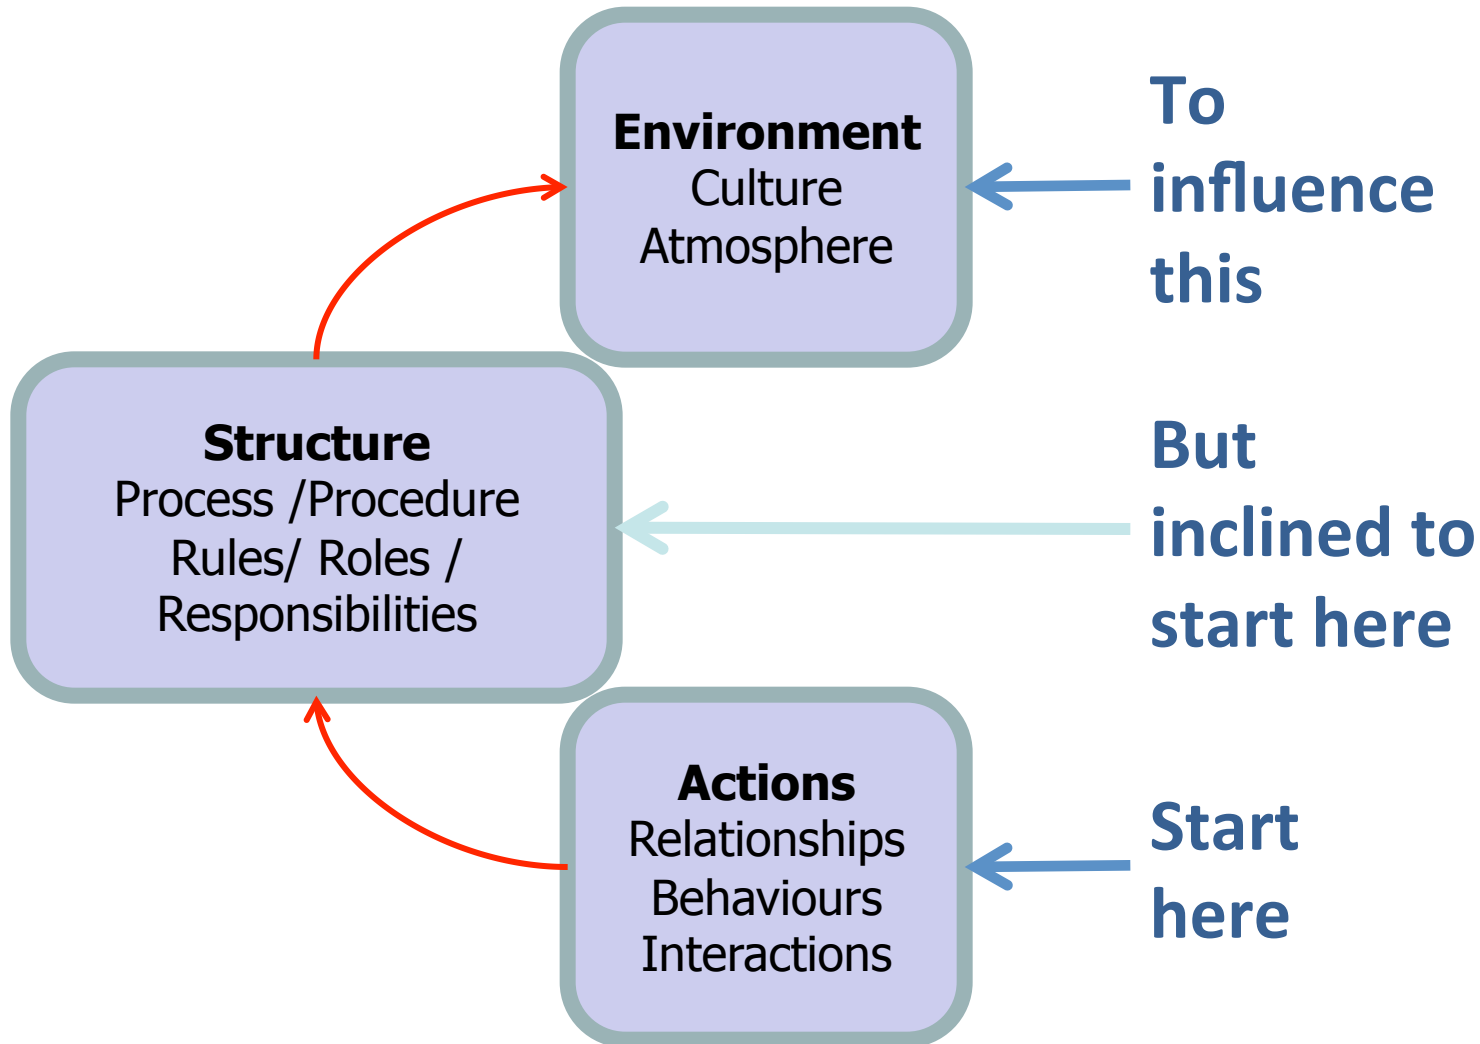 Environment
Culture
Atmosphere
To
influence
this
Structure
Process /Procedure
Rules/ Roles /
Responsibilities
But
inclined to
start here
Actions
Relationships
Behaviours
Interactions
Start
here